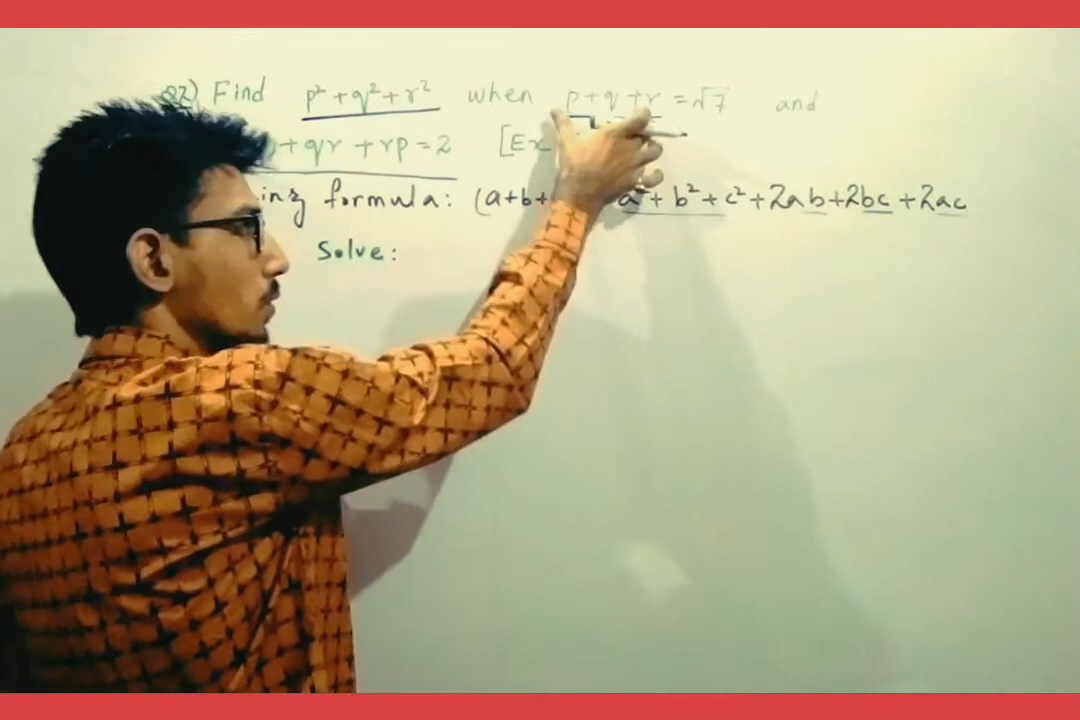 Q2) Find p²+q²+r² when p+q+r=√7 and
+qr+rp=2 [Ex
ing formula: (a+b+ a²+b²+c²+2ab+2bc+2ac
Solve: